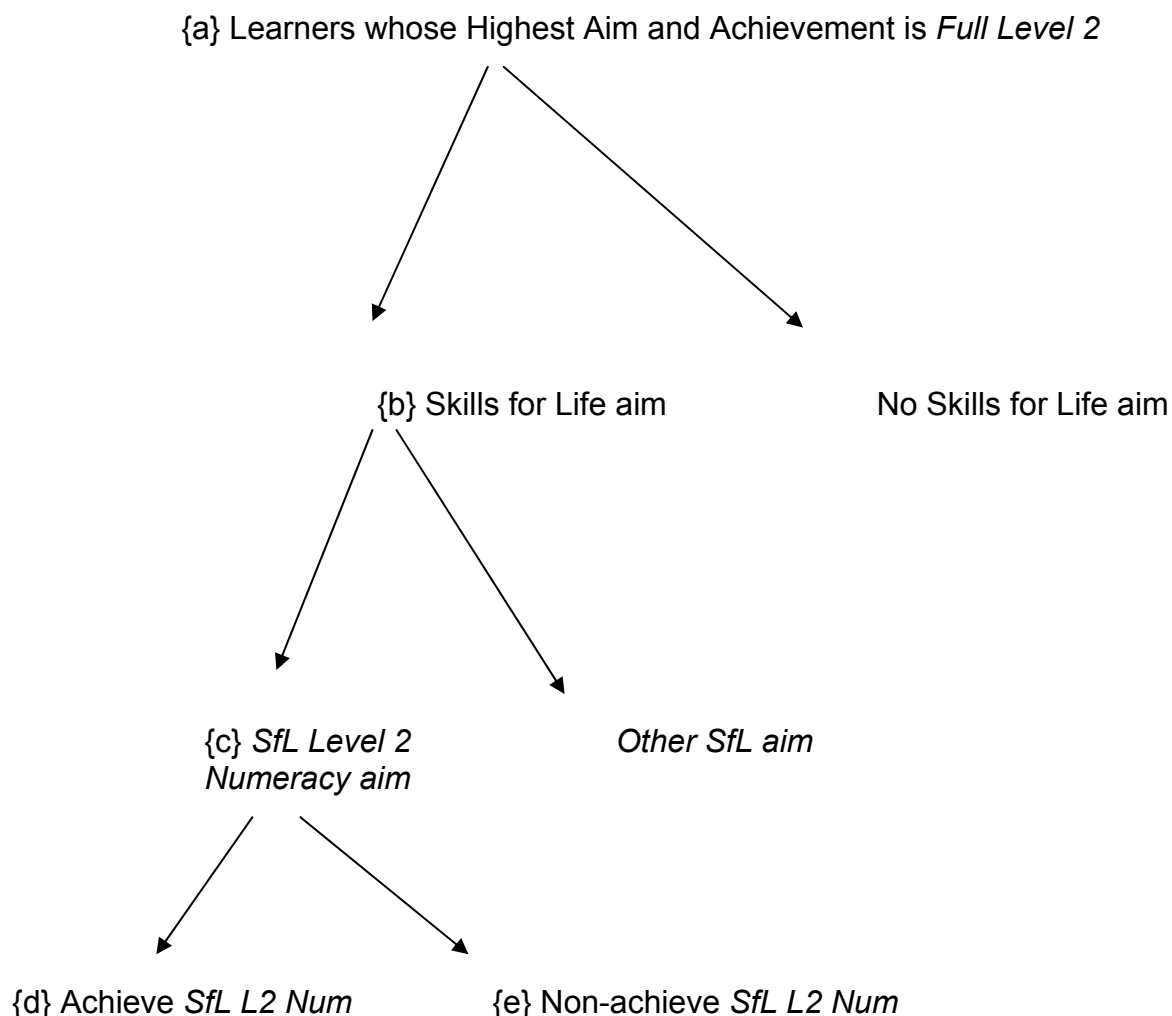 {a} Learners whose Highest Aim and Achievement is Full Level 2
{b} Skills for Life aim
No Skills for Life aim
{c} SfL Level 2
Numeracy aim
Other SfL aim
{d} Achieve SfL L2 Num
{e} Non-achieve SfL L2 Num